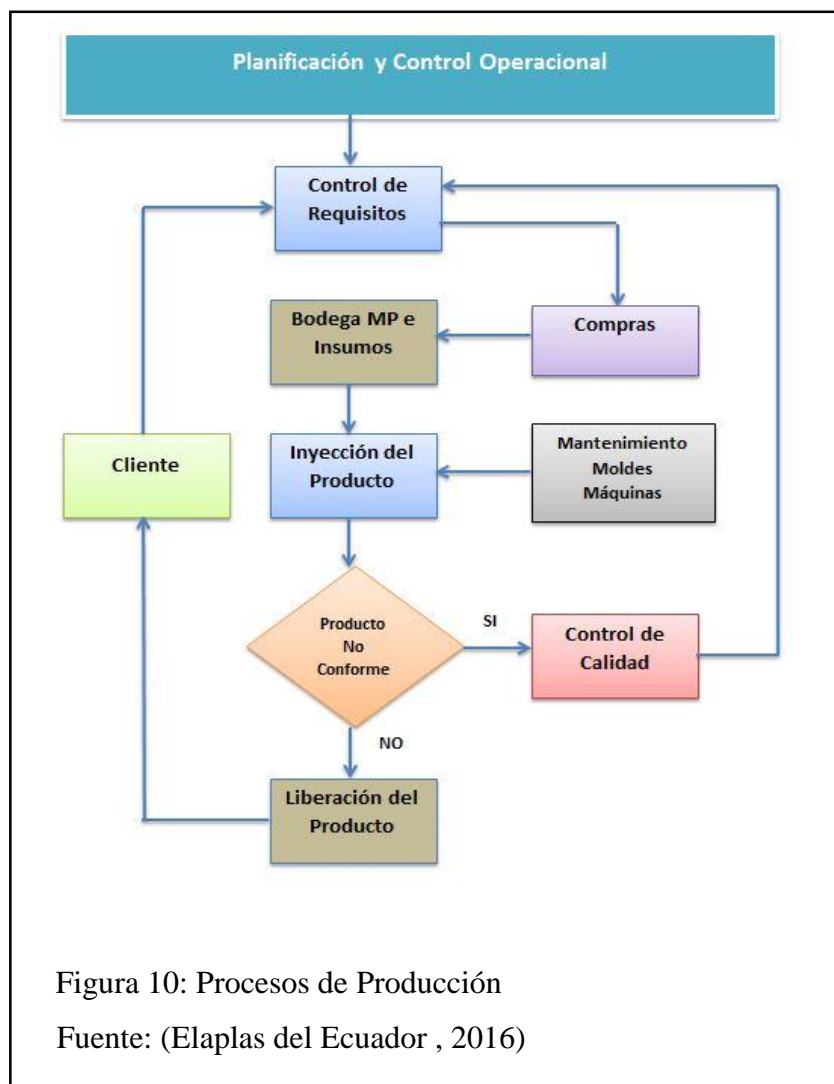 Planificación y Control Operacional
Control de
Requisitos
Bodega MP e
Insumos
Compras
Cliente
Inyección del
Producto
Mantenimiento
Moldes
Máquinas
Producto
No
Conforme
SI
Control de
Calidad
NO
Liberación del
Producto
Figura 10: Procesos de Producción
Fuente: (Elaplas del Ecuador , 2016)